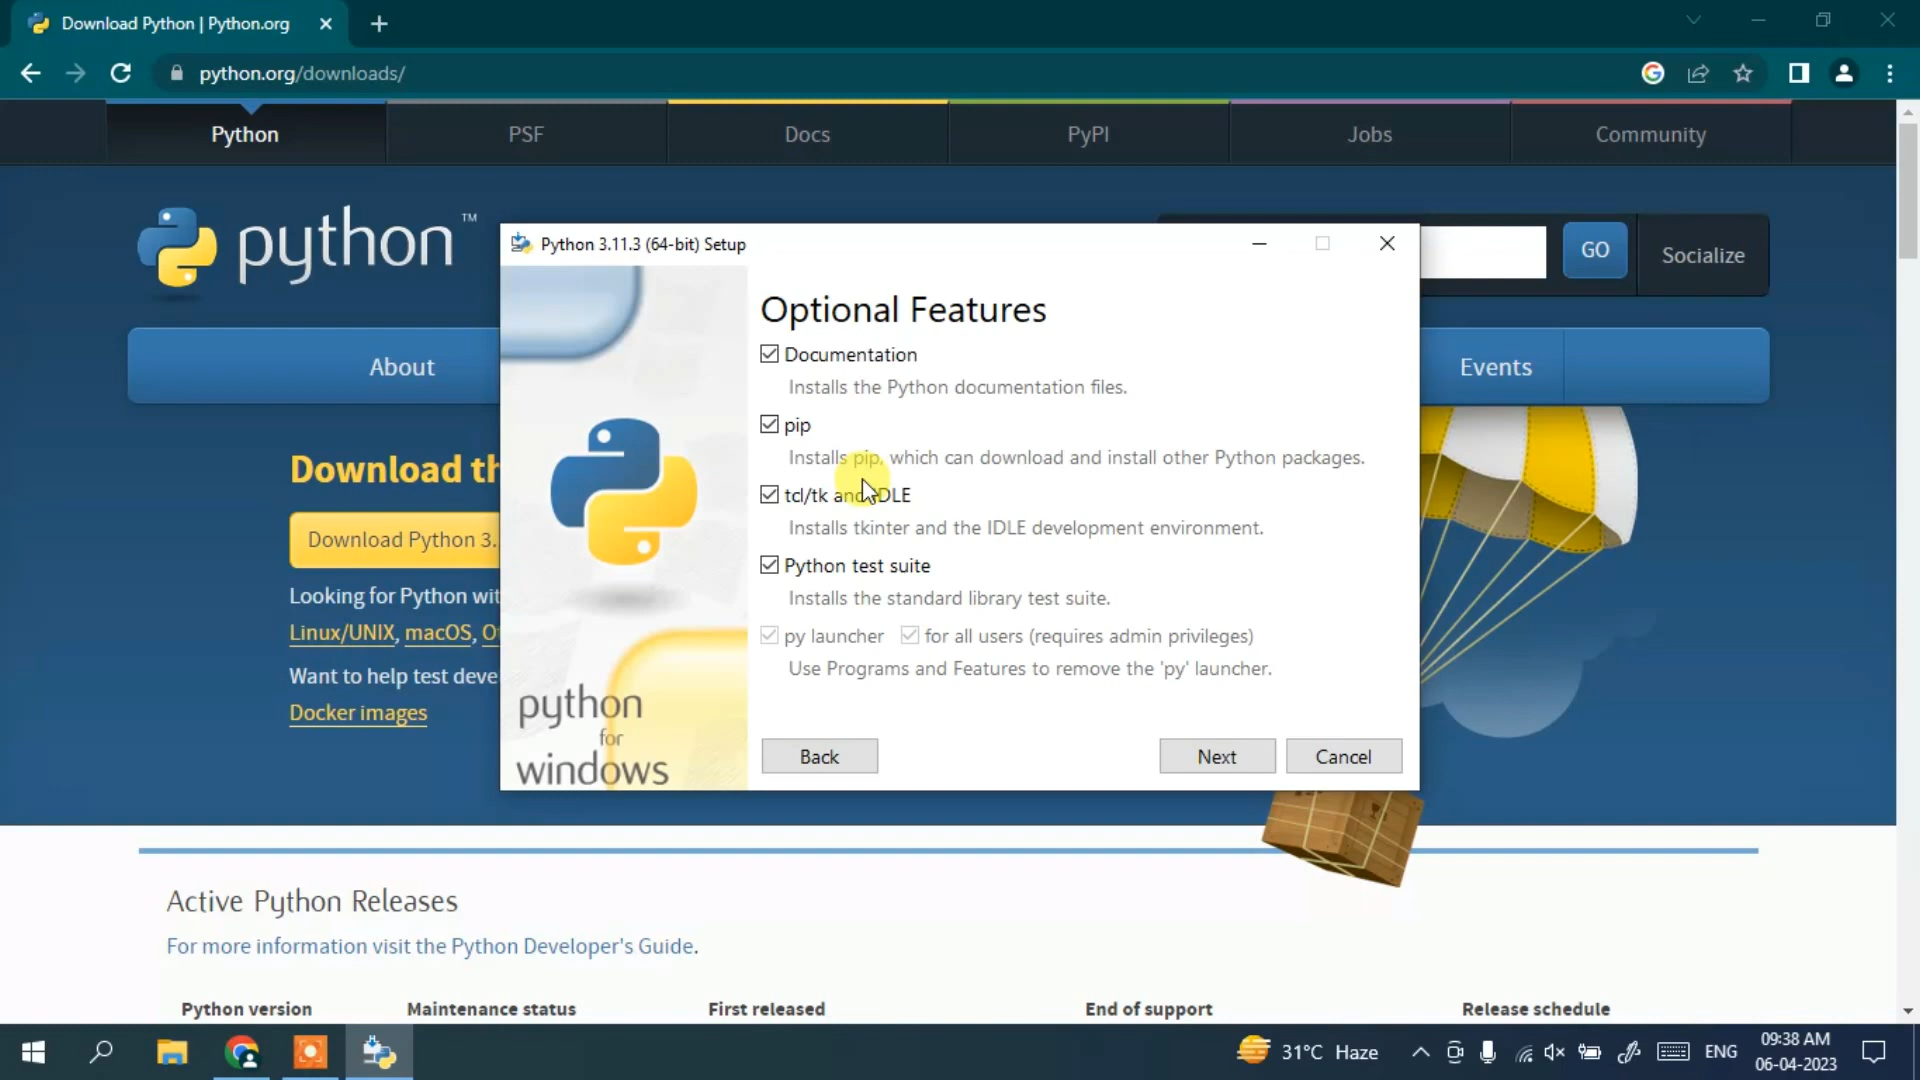 Download Python | Python.org
python.org/downloads/
Python
PSF
Docs
PyPI
Jobs
Community
python™
GO
Socialize
Python 3.11.3 (64-bit) Setup
Optional Features
Documentation
Installs the Python documentation files.
pip
Installs pip, which can download and install other Python packages.
tcl/tk and IDLE
Installs tkinter and the IDLE development environment.
Python test suite
Installs the standard library test suite.
py launcher for all users (requires admin privileges)
Use Programs and Features to remove the 'py' launcher.
python
for
windows
Back
Next
Cancel
About
Events
Download th
Download Python 3.
Looking for Python wit
Linux/UNIX, macOS, O
Want to help test deve
Docker images
Active Python Releases
For more information visit the Python Developer's Guide.
Python version
Maintenance status
First released
End of support
Release schedule
31°C Haze
ENG
09:38 AM
06-04-2023